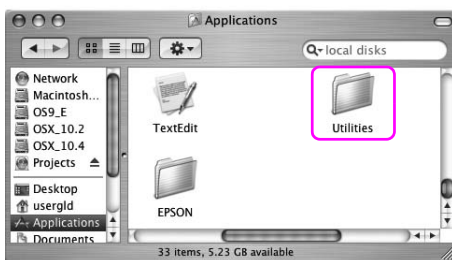 Applications
local disks
Network
Macintosh...
OS9_E
OSX_10.2
OSX_10.4
Projects
Desktop
usergld
Applications
Documents
TextEdit
Utilities
EPSON
33 items, 5.23 GB available